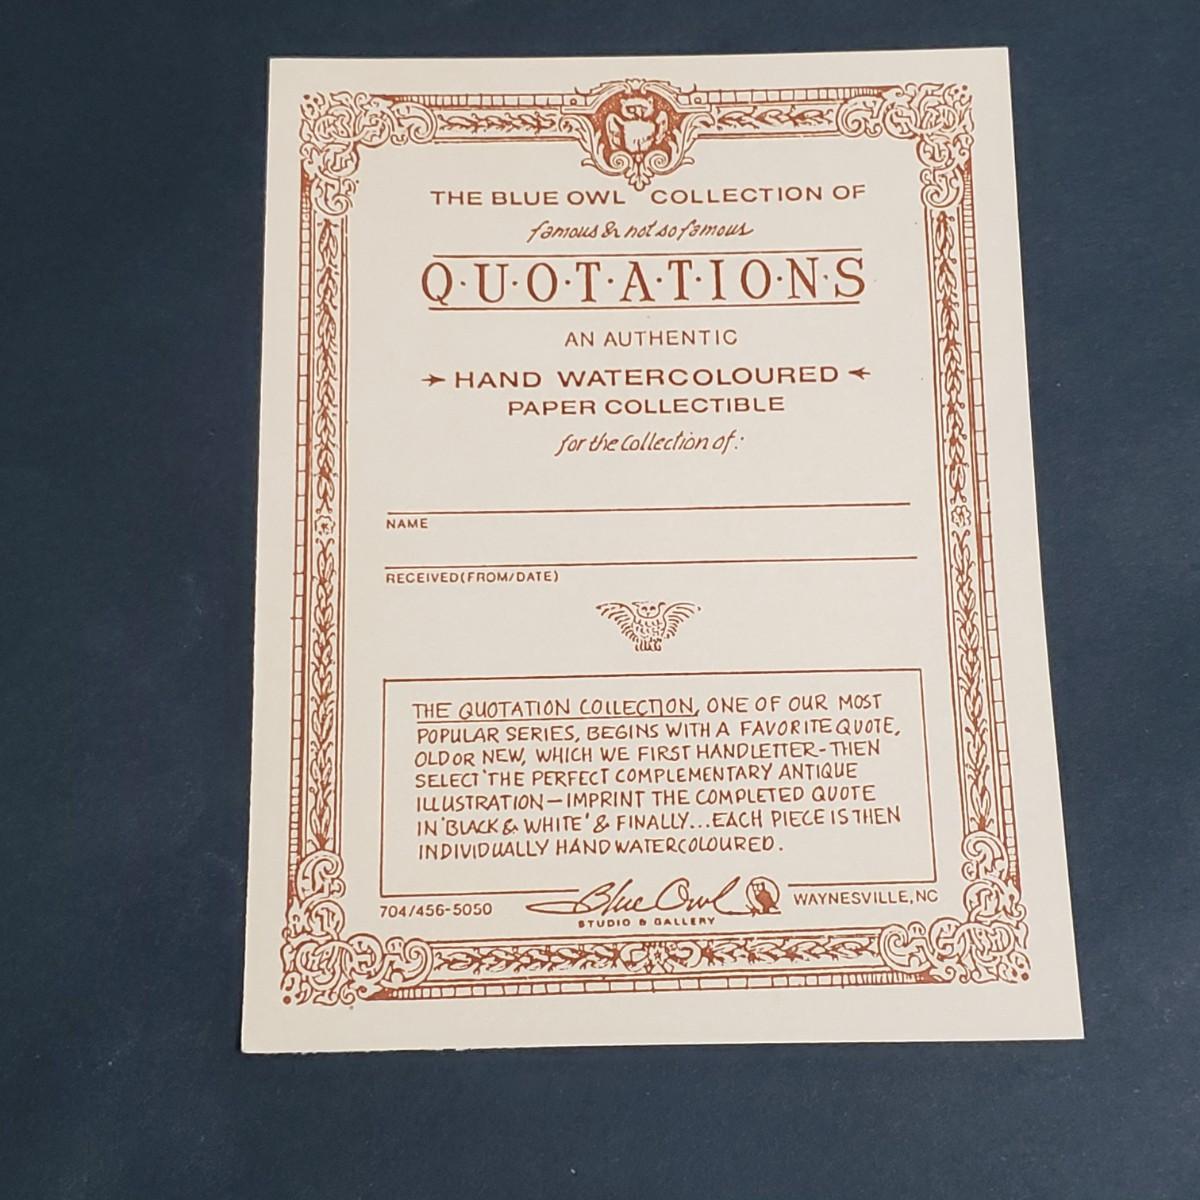 THE BLUE OWL COLLECTION OF
famous & not so famous
Q·U·O·T·A·T·I·O·N·S
AN AUTHENTIC
HAND WATERCOLOURED
PAPER COLLECTIBLE
for the Collection of:
NAME
RECEIVED(FROM/DATE)
THE QUOTATION COLLECTION, ONE OF OUR MOST
POPULAR SERIES, BEGINS WITH A FAVORITE QUOTE,
OLD OR NEW, WHICH WE FIRST HANDLETTER-THEN
SELECT 'THE PERFECT COMPLEMENTARY ANTIQUE
ILLUSTRATION—IMPRINT THE COMPLETED QUOTE
IN 'BLACK & WHITE' & FINALLY...EACH PIECE IS THEN
INDIVIDUALLY HAND WATERCOLOURED.
704/456-5050 Blue Owl WAYNESVILLE, NC
STUDIO & GALLERY